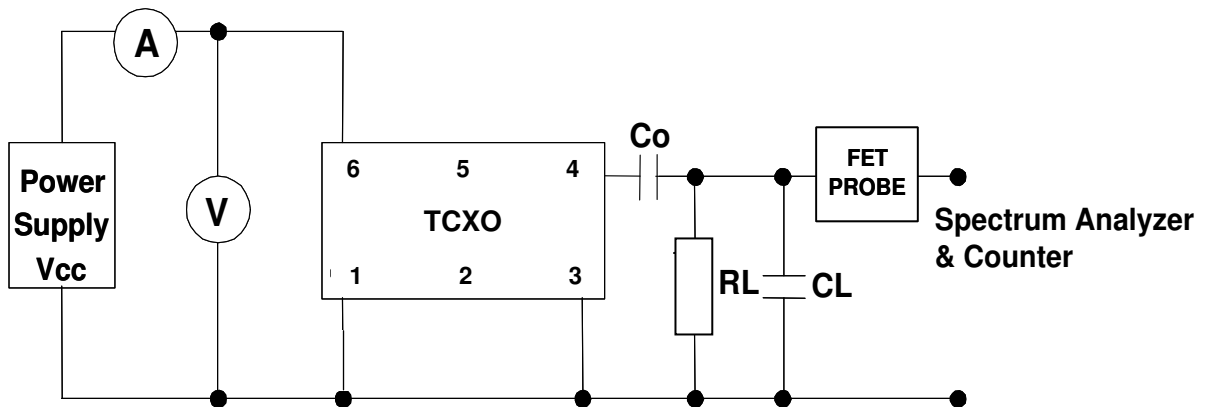 A
Power
Supply
Vcc
V
6 5 4
TCXO
1 2 3
Co
RL
CL
FET
PROBE
Spectrum Analyzer
& Counter